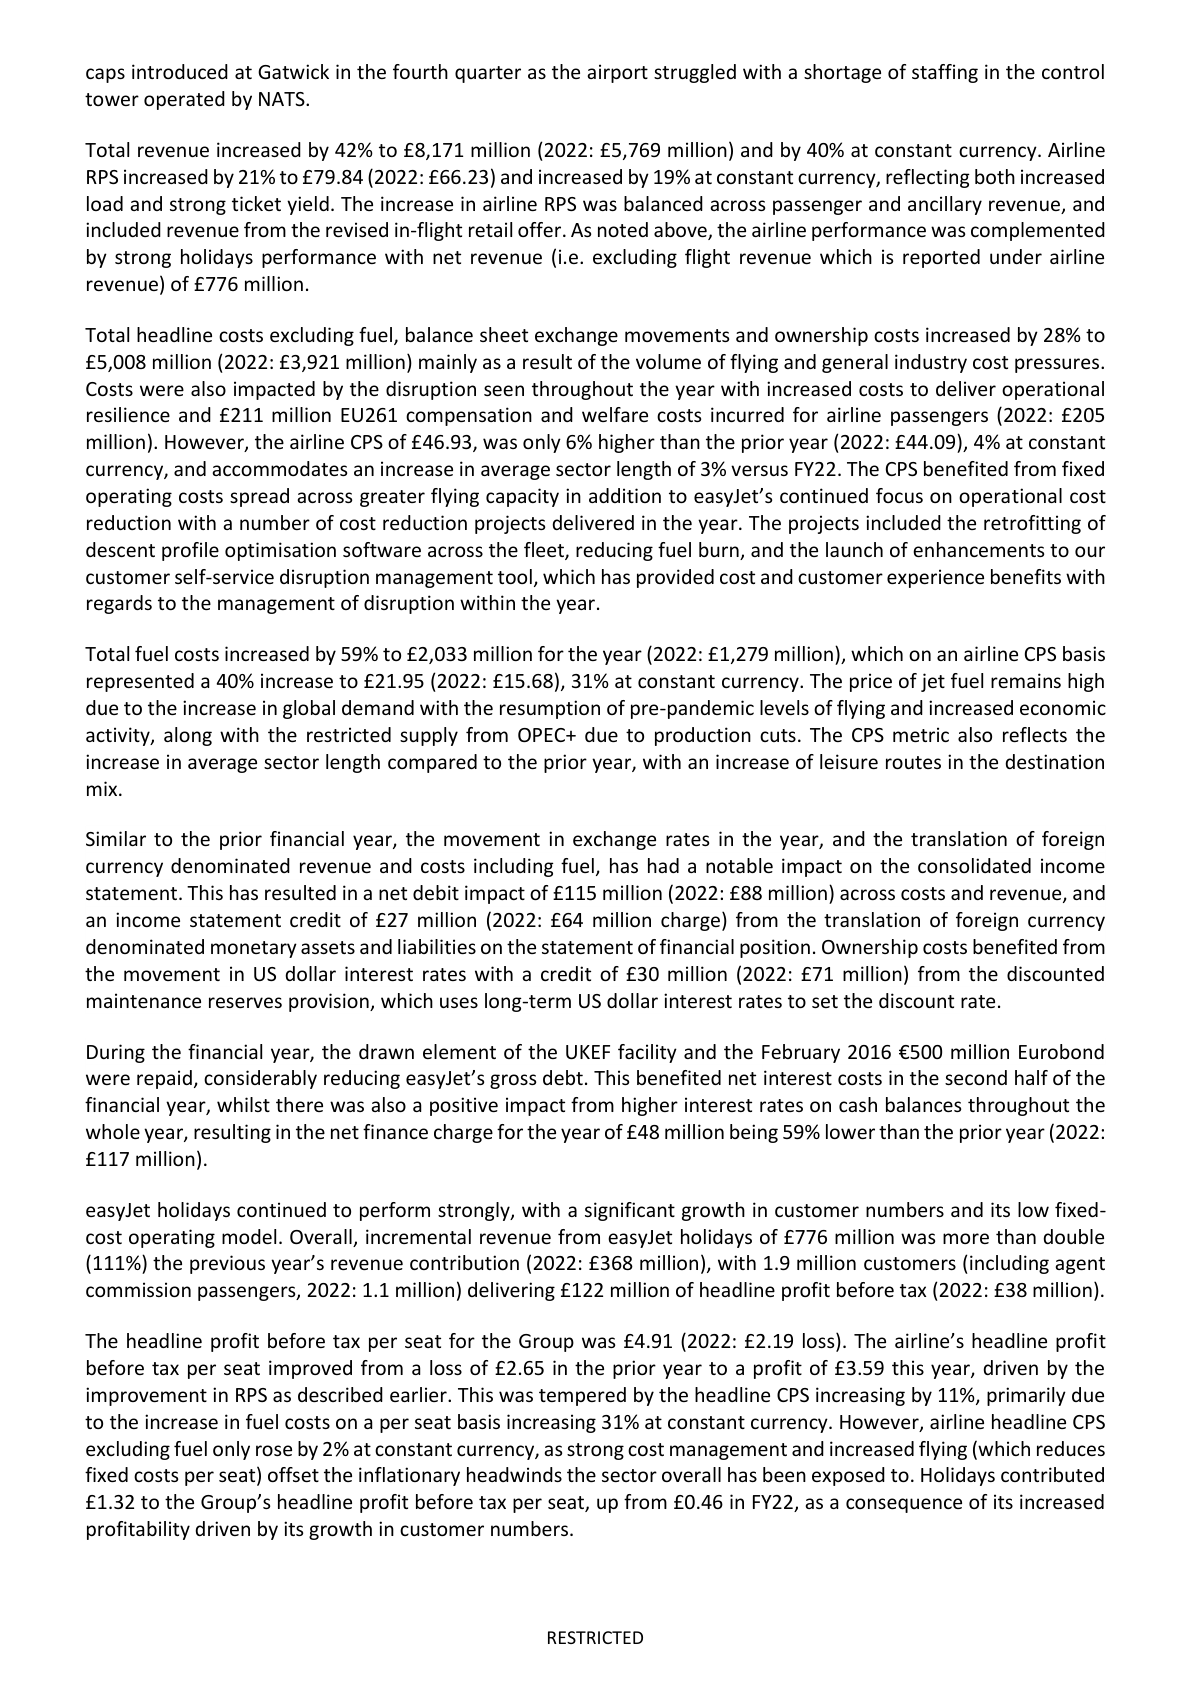 caps introduced at Gatwick in the fourth quarter as the airport struggled with a shortage of staffing in the control
tower operated by NATS.
Total revenue increased by 42% to £8,171 million (2022: £5,769 million) and by 40% at constant currency. Airline
RPS increased by 21% to £79.84 (2022: £66.23) and increased by 19% at constant currency, reflecting both increased
load and strong ticket yield. The increase in airline RPS was balanced across passenger and ancillary revenue, and
included revenue from the revised in-flight retail offer. As noted above, the airline performance was complemented
by strong holidays performance with net revenue (i.e. excluding flight revenue which is reported under airline
revenue) of £776 million.
Total headline costs excluding fuel, balance sheet exchange movements and ownership costs increased by 28% to
£5,008 million (2022: £3,921 million) mainly as a result of the volume of flying and general industry cost pressures.
Costs were also impacted by the disruption seen throughout the year with increased costs to deliver operational
resilience and £211 million EU261 compensation and welfare costs incurred for airline passengers (2022: £205
million). However, the airline CPS of £46.93, was only 6% higher than the prior year (2022: £44.09), 4% at constant
currency, and accommodates an increase in average sector length of 3% versus FY22. The CPS benefited from fixed
operating costs spread across greater flying capacity in addition to easyJet’s continued focus on operational cost
reduction with a number of cost reduction projects delivered in the year. The projects included the retrofitting of
descent profile optimisation software across the fleet, reducing fuel burn, and the launch of enhancements to our
customer self-service disruption management tool, which has provided cost and customer experience benefits with
regards to the management of disruption within the year.
Total fuel costs increased by 59% to £2,033 million for the year (2022: £1,279 million), which on an airline CPS basis
represented a 40% increase to £21.95 (2022: £15.68), 31% at constant currency. The price of jet fuel remains high
due to the increase in global demand with the resumption of pre-pandemic levels of flying and increased economic
activity, along with the restricted supply from OPEC+ due to production cuts. The CPS metric also reflects the
increase in average sector length compared to the prior year, with an increase of leisure routes in the destination
mix.
Similar to the prior financial year, the movement in exchange rates in the year, and the translation of foreign
currency denominated revenue and costs including fuel, has had a notable impact on the consolidated income
statement. This has resulted in a net debit impact of £115 million (2022: £88 million) across costs and revenue, and
an income statement credit of £27 million (2022: £64 million charge) from the translation of foreign currency
denominated monetary assets and liabilities on the statement of financial position. Ownership costs benefited from
the movement in US dollar interest rates with a credit of £30 million (2022: £71 million) from the discounted
maintenance reserves provision, which uses long-term US dollar interest rates to set the discount rate.
During the financial year, the drawn element of the UKEF facility and the February 2016 €500 million Eurobond
were repaid, considerably reducing easyJet’s gross debt. This benefited net interest costs in the second half of the
financial year, whilst there was also a positive impact from higher interest rates on cash balances throughout the
whole year, resulting in the net finance charge for the year of £48 million being 59% lower than the prior year (2022:
£117 million).
easyJet holidays continued to perform strongly, with a significant growth in customer numbers and its low fixed-
cost operating model. Overall, incremental revenue from easyJet holidays of £776 million was more than double
(111%) the previous year’s revenue contribution (2022: £368 million), with 1.9 million customers (including agent
commission passengers, 2022: 1.1 million) delivering £122 million of headline profit before tax (2022: £38 million).
The headline profit before tax per seat for the Group was £4.91 (2022: £2.19 loss). The airline’s headline profit
before tax per seat improved from a loss of £2.65 in the prior year to a profit of £3.59 this year, driven by the
improvement in RPS as described earlier. This was tempered by the headline CPS increasing by 11%, primarily due
to the increase in fuel costs on a per seat basis increasing 31% at constant currency. However, airline headline CPS
excluding fuel only rose by 2% at constant currency, as strong cost management and increased flying (which reduces
fixed costs per seat) offset the inflationary headwinds the sector overall has been exposed to. Holidays contributed
£1.32 to the Group’s headline profit before tax per seat, up from £0.46 in FY22, as a consequence of its increased
profitability driven by its growth in customer numbers.
RESTRICTED